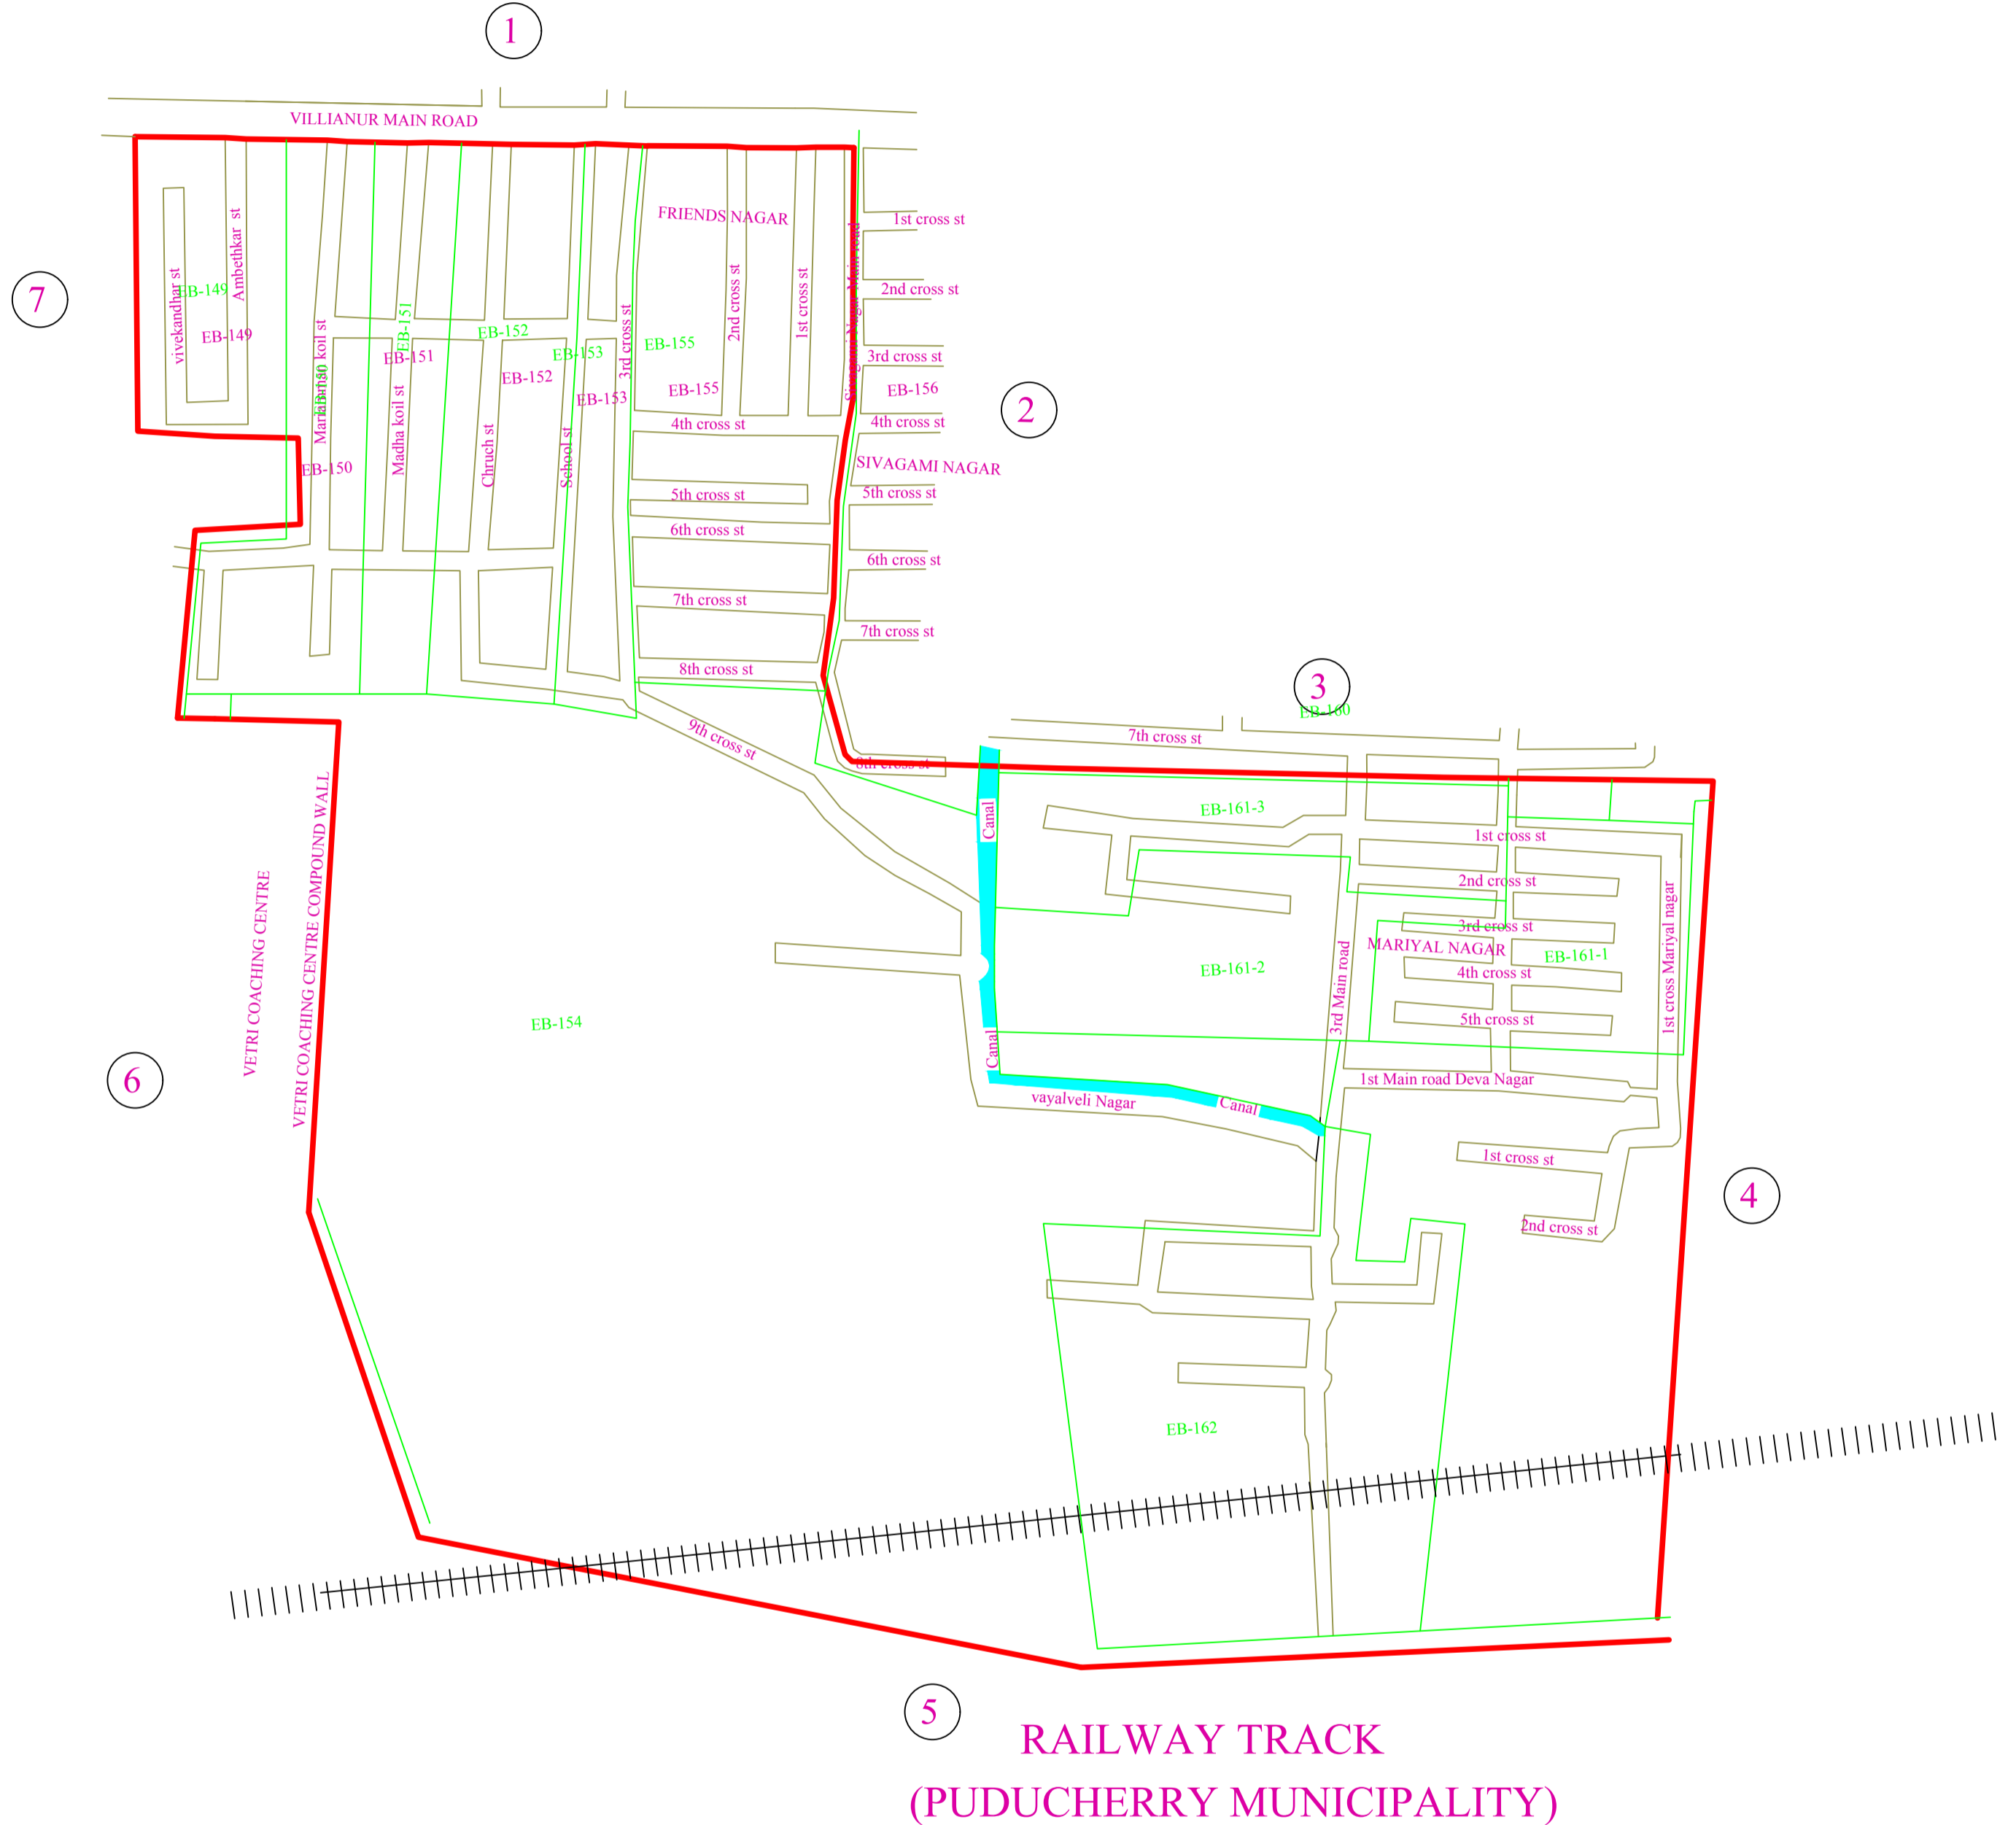 1
VILLIANUR MAIN ROAD
FRIENDS NAGAR
1st cross st
7
vivekandhar st
EB-149
Ambethkar st
EB-149
Mariamman koil st
EB-150
EB-150
EB-151
EB-151
Madha koil st
EB-152
EB-152
Chruch st
EB-153
EB-153
School st
3rd cross st
EB-155
EB-155
2nd cross st
1st cross st
Sivagami Nagar Main road
2nd cross st
3rd cross st
EB-156
2
4th cross st
4th cross st
SIVAGAMI NAGAR
5th cross st
5th cross st
6th cross st
6th cross st
7th cross st
7th cross st
8th cross st
9th cross st
8th cross st
3
EB-160
7th cross st
VETRI COACHING CENTRE
VETRI COACHING CENTRE COMPOUND WALL
Canal
EB-161-3
1st cross st
2nd cross st
3rd cross st
MARIYAL NAGAR
EB-161-1
4th cross st
5th cross st
1st cross Mariyal nagar
3rd Main road
EB-161-2
EB-154
Canal
6
vayalveli Nagar
Canal
1st Main road Deva Nagar
1st cross st
2nd cross st
4
EB-162
5
RAILWAY TRACK
(PUDUCHERRY MUNICIPALITY)